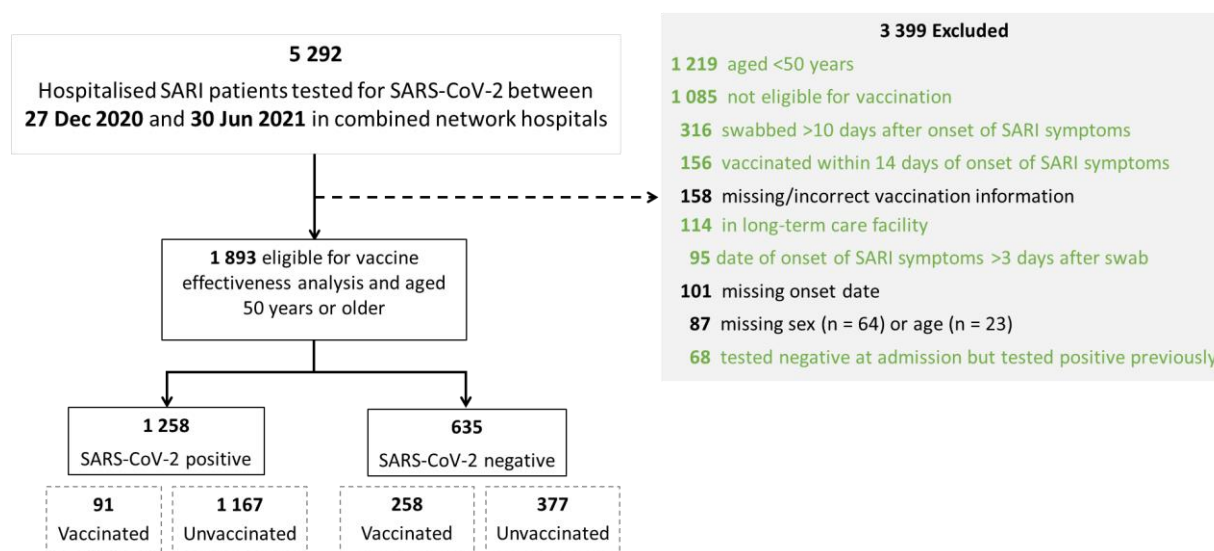 5 292
Hospitalised SARI patients tested for SARS-CoV-2 between
27 Dec 2020 and 30 Jun 2021 in combined network hospitals
3 399 Excluded
1 219 aged <50 years
1 085 not eligible for vaccination
316 swabbed >10 days after onset of SARI symptoms
156 vaccinated within 14 days of onset of SARI symptoms
158 missing/incorrect vaccination information
114 in long-term care facility
95 date of onset of SARI symptoms >3 days after swab
101 missing onset date
87 missing sex (n = 64) or age (n = 23)
68 tested negative at admission but tested positive previously
1 893 eligible for vaccine
effectiveness analysis and aged
50 years or older
1 258
SARS-CoV-2 positive
635
SARS-CoV-2 negative
91
Vaccinated
1 167
Unvaccinated
258
Vaccinated
377
Unvaccinated